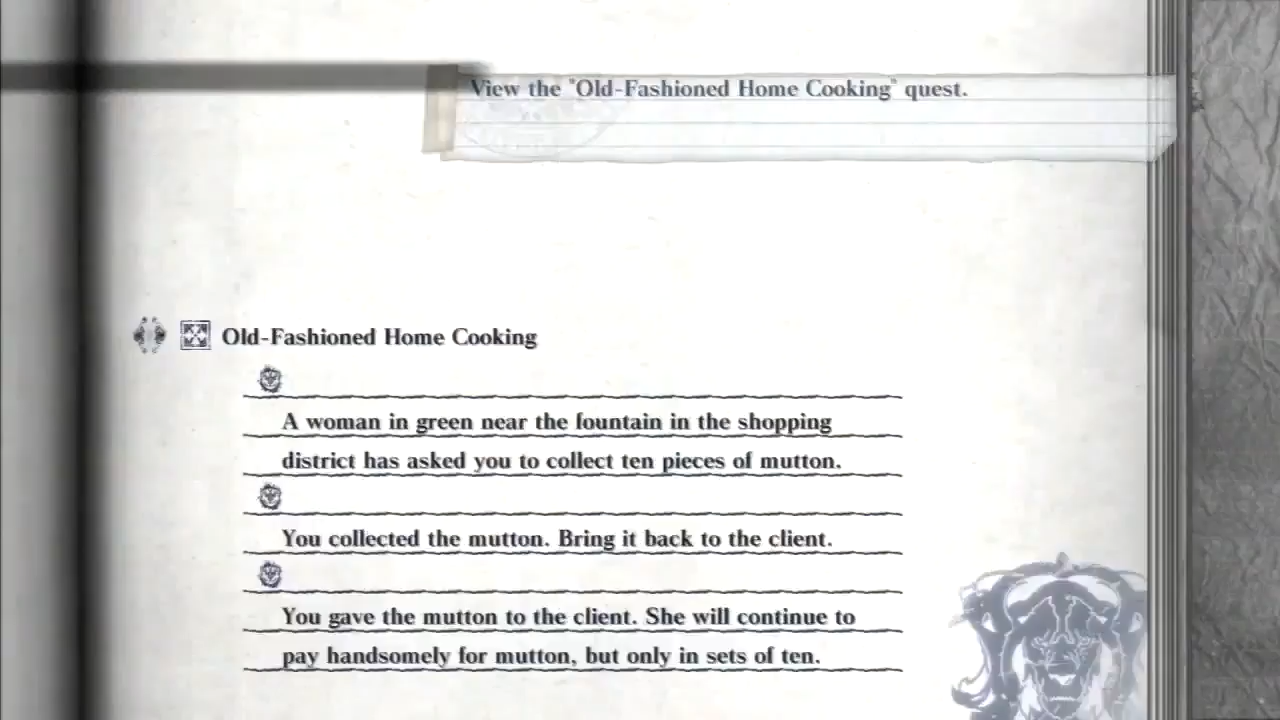 View the "Old-Fashioned Home Cooking" quest.
Old-Fashioned Home Cooking
A woman in green near the fountain in the shopping
district has asked you to collect ten pieces of mutton.
You collected the mutton. Bring it back to the client.
You gave the mutton to the client. She will continue to
pay handsomely for mutton, but only in sets of ten.